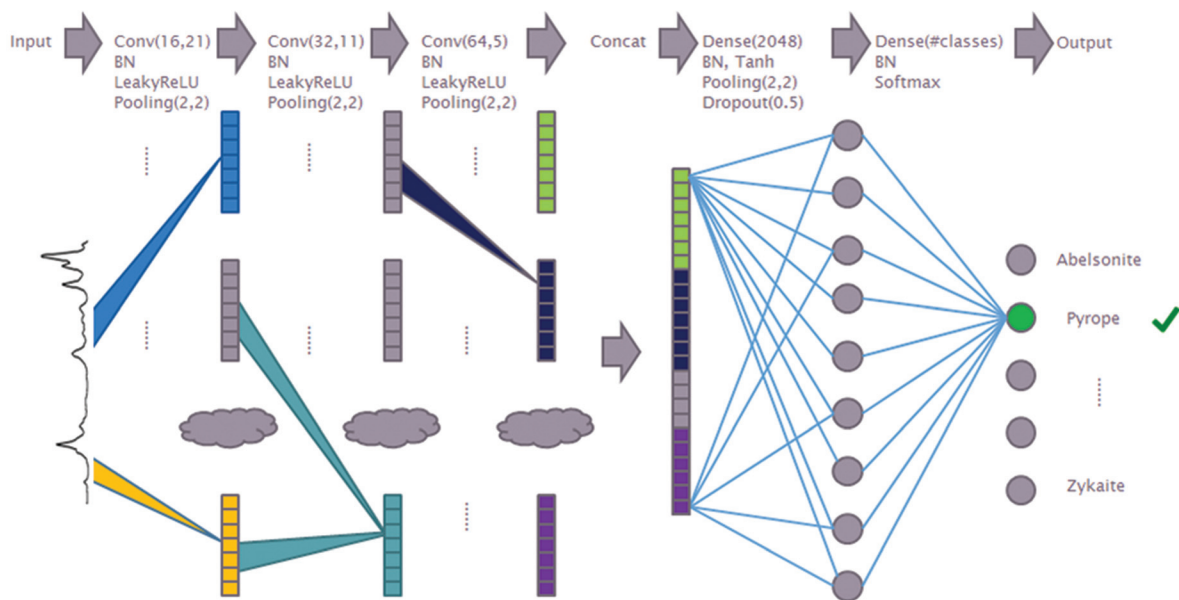 Input
Conv(16,21)
BN
LeakyReLU
Pooling(2,2)
Conv(32,11)
BN
LeakyReLU
Pooling(2,2)
Conv(64,5)
BN
LeakyReLU
Pooling(2,2)
Concat
Dense(2048)
BN, Tanh
Pooling(2,2)
Dropout(0.5)
Dense(#classes)
BN
Softmax
Output
Abelsonite
Pyrope
Zykaite